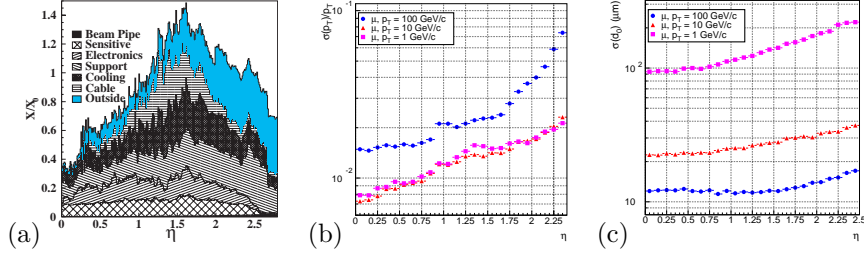 (a)
X/X0
1.4
1.2
1
0.8
0.6
0.4
0.2
0
Beam Pipe
Sensitive
Electronics
Support
Cooling
Cable
Outside
0 0.5 1 1.5 2 2.5
η
(b)
σ(pT)/pT
10-1
10-2
μ, pT = 100 GeV/c
μ, pT = 10 GeV/c
μ, pT = 1 GeV/c
0 0.25 0.5 0.75 1 1.25 1.5 1.75 2 2.25
η
(c)
σ(d0) (μm)
102
10
μ, pT = 100 GeV/c
μ, pT = 10 GeV/c
μ, pT = 1 GeV/c
0 0.25 0.5 0.75 1 1.25 1.5 1.75 2 2.25 2.5
η